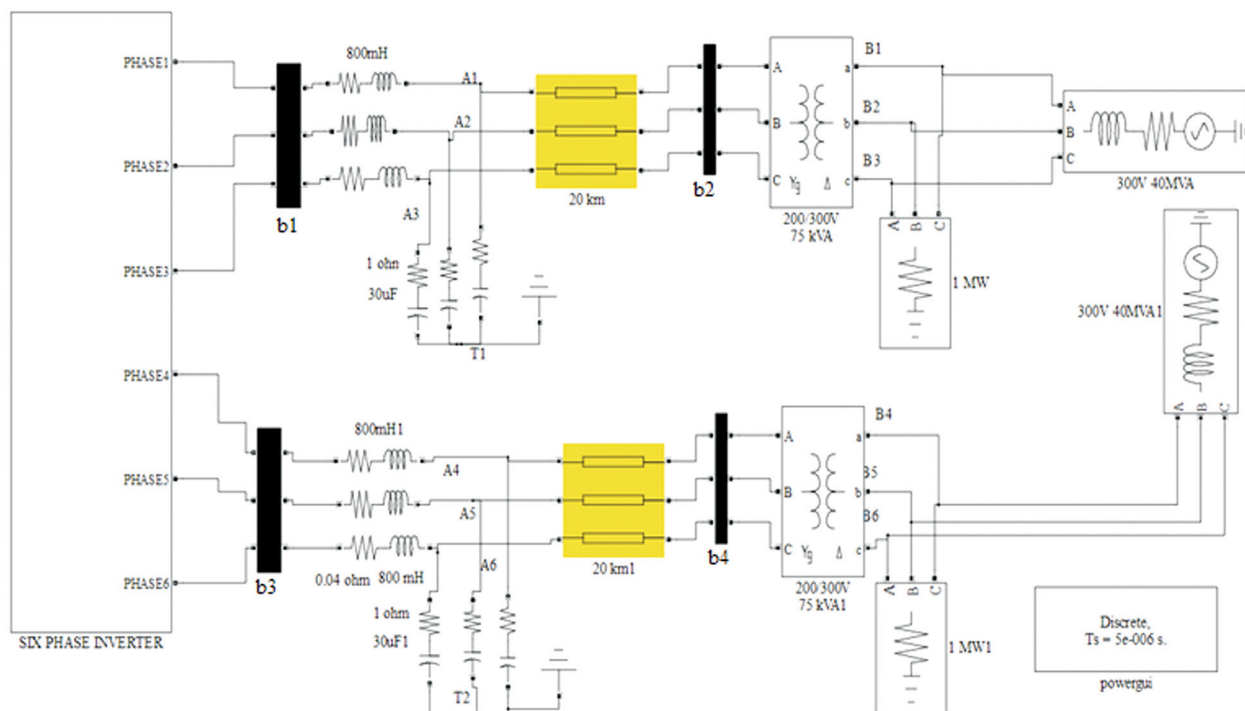 PHASE1
PHASE2
PHASE3
PHASE4
PHASE5
PHASE6
SIX PHASE INVERTER
b1
800mH
A1
A2
A3
1 ohn
30uF
T1
20 km
b2
A
B
C
Yg
Δ
a
b
c
200/300V
75 kVA
B1
B2
B3
A
B
C
1 MW
A
B
C
300V 40MVA
300V 40MVA1
A
B
C
b3
800mH1
A4
A5
A6
0.04 ohm
800 mH
1 ohn
30uF1
T2
20 km1
b4
A
B
C
Yg
Δ
a
b
c
200/300V
75 kVA1
B4
B5
B6
A
B
C
1 MW1
Discrete,
Ts = 5e-006 s.
powergui